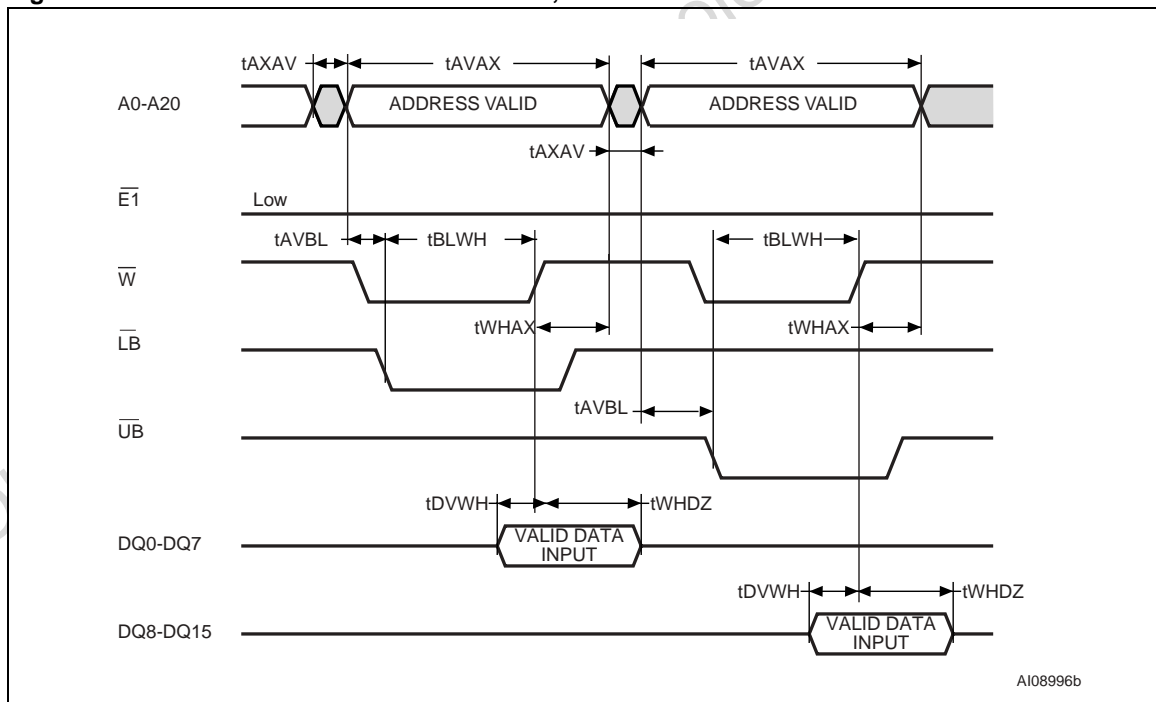 tAXAV tAVAX tAVAX
A0-A20 ADDRESS VALID ADDRESS VALID
tAXAV
E1 Low
tAVBL tBLWH tBLWH
W
tWHAX tWHAX
LB
tAVBL
UB
tDVWH tWHDZ
DQ0-DQ7 VALID DATA
INPUT
tDVWH tWHDZ
DQ8-DQ15 VALID DATA
INPUT
AI08996b